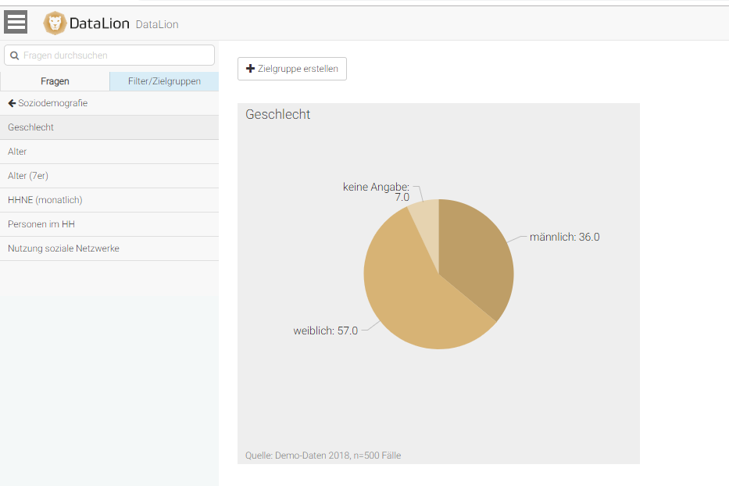 DataLion DataLion
Fragen durchsuchen
Fragen Filter/Zielgruppen
Soziodemografie
Geschlecht
Alter
Alter (7er)
HHNE (monatlich)
Personen im HH
Nutzung soziale Netzwerke
Zielgruppe erstellen
Geschlecht
keine Angabe:
7.0
männlich: 36.0
weiblich: 57.0
Quelle: Demo-Daten 2018, n=500 Fälle